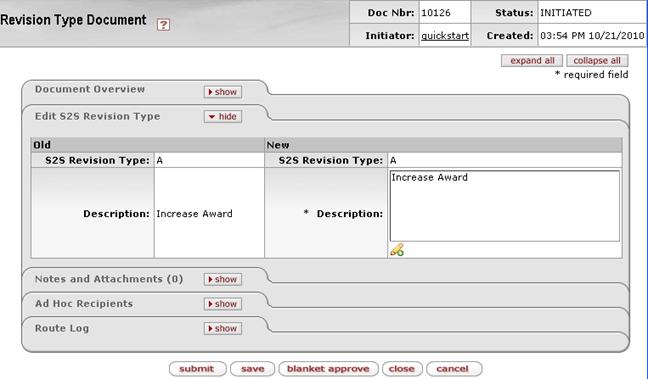 Revision Type Document ?
Doc Nbr: 10126 Status: INITIATED
Initiator: quickstart Created: 03:54 PM 10/21/2010
expand all collapse all
* required field
Document Overview show
Edit S2S Revision Type hide
Old New
S2S Revision Type: A S2S Revision Type: A
Description: Increase Award * Description: Increase Award
Notes and Attachments (0) show
Ad Hoc Recipients show
Route Log show
submit save blanket approve close cancel